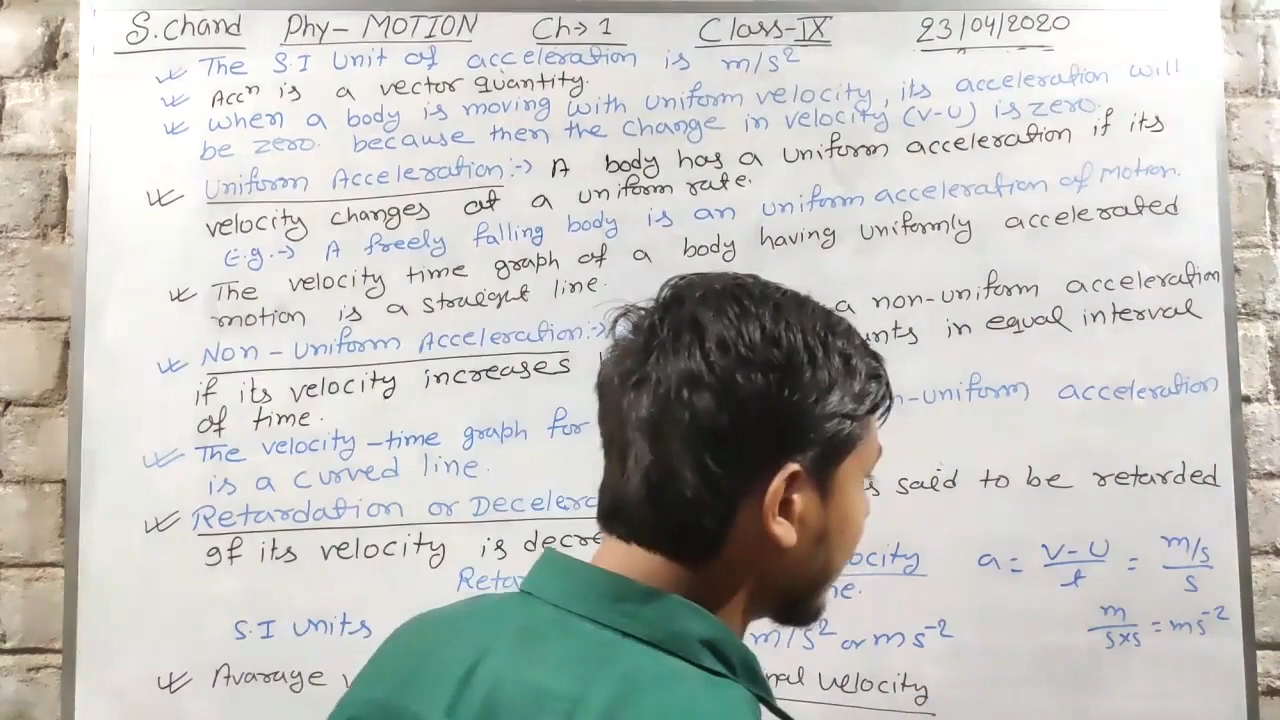 S.Chand Phy-MOTION Ch→1 Class-IX 23/04/2020
The S.I Unit of acceleration is m/s²
Accⁿ is a vector quantity.
when a body is moving with uniform velocity, its acceleration will
be zero. because then the change in velocity (v-u) is zero.
Uniform Acceleration:→ A body has a uniform acceleration if its
velocity changes at a uniform rate.
E.g.→ A freely falling body is an uniform acceleration of Motion.
The velocity time graph of a body having uniformly accelerated
motion is a straight line.
Non-Uniform Acceleration:→ a non-uniform acceleration
if its velocity increases in equal interval
of time.
The velocity-time graph for n-uniform acceleration
is a curved line.
Retardation or Decelera said to be retarded
If its velocity is decre
Reta ocity a = v-u/t = m/s/s
S.I Units m/s² or ms⁻² m/s×s = ms⁻²
Avarage nal velocity